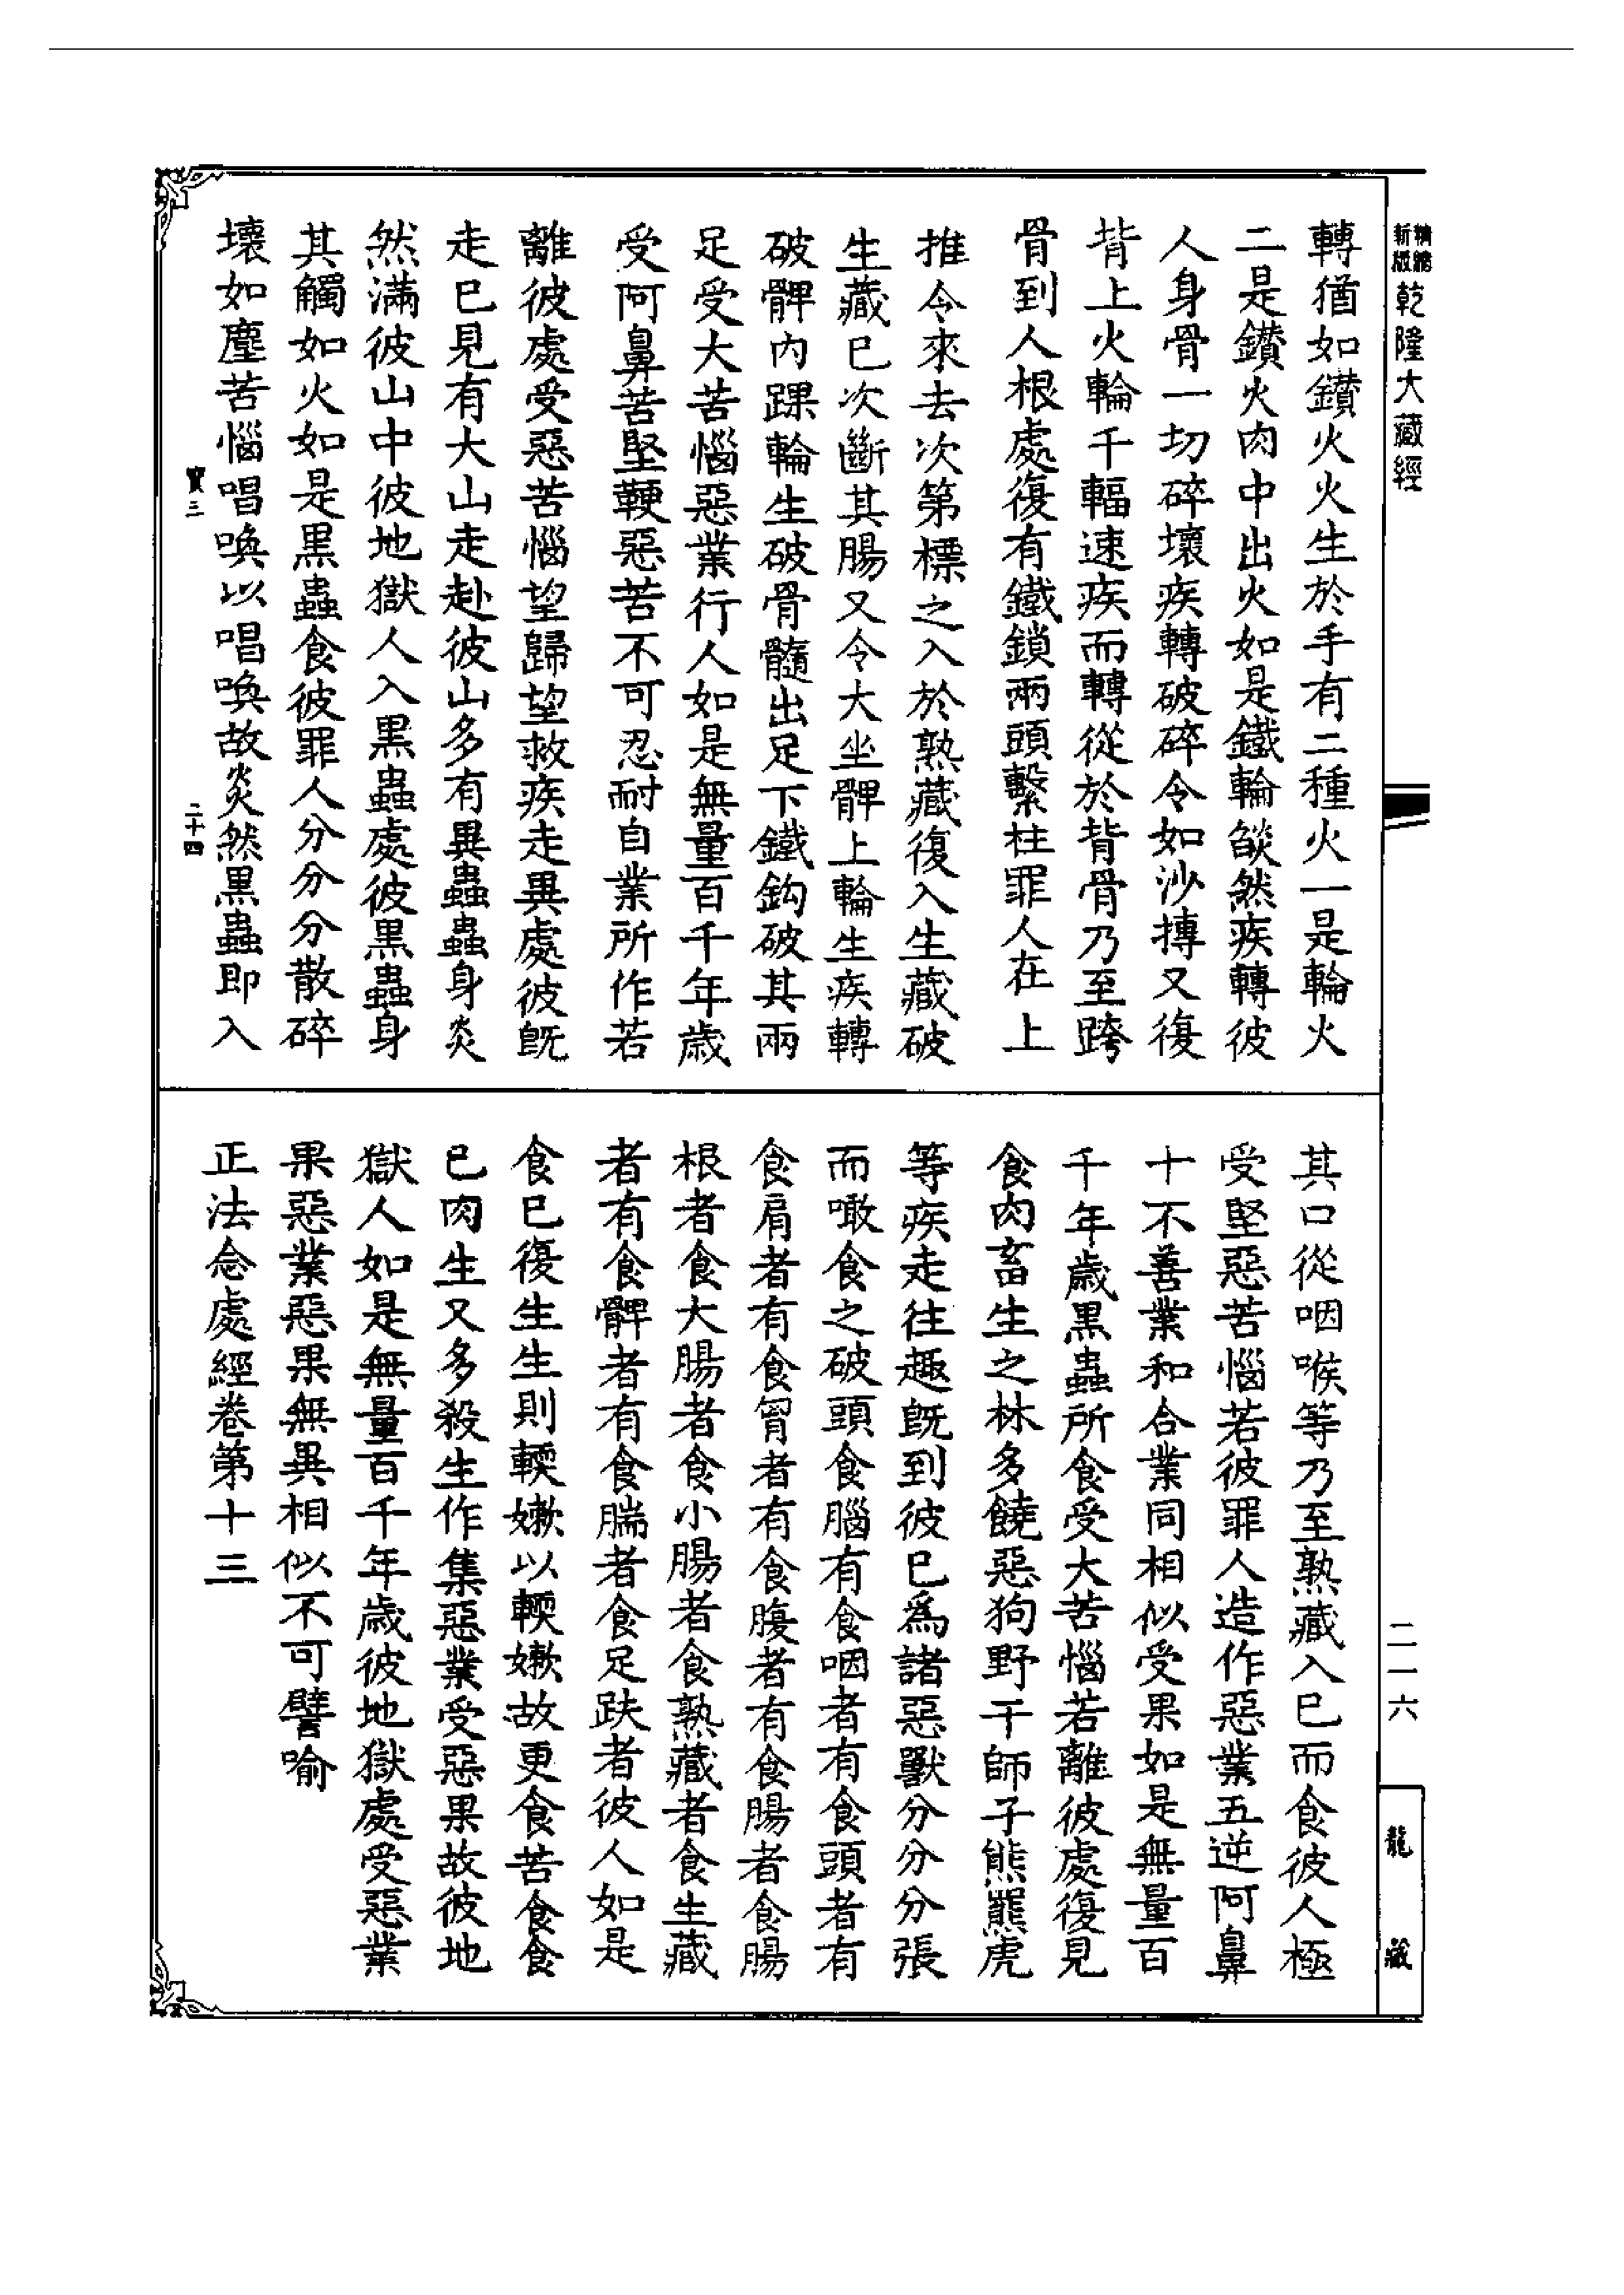 精緻新版乾隆大藏經
轉猶如鑽火火生於手有二種火一是輪火
二是鑽火肉中出火如是鐵輪燄然疾轉彼
人身骨一切碎壞疾轉破碎令如沙摶又復
背上火輪千輻速疾而轉從於背骨乃至跨
骨到人根處復有鐵鎖兩頭繫柱罪人在上
推令來去次第標之入於熟藏復入生藏破
生藏已次斷其腸又令大坐髀上輪生疾轉
破髀內踝輪生破骨髓出足下鐵鉤破其兩
足受大苦惱惡業行人如是無量百千年歲
受阿鼻苦堅鞕惡苦不可忍耐自業所作若
離彼處受惡苦惱望歸望救疾走異處彼既
走已見有大山走赴彼山多有異蟲蟲身炎
然滿彼山中彼地獄人入黑蟲處彼黑蟲身
其觸如火如是黑蟲食彼罪人分分分散碎
壞如塵苦惱唱喚以唱喚故炎然黑蟲即入
寶三 二十四
其口從咽喉等乃至熟藏入已而食彼人極
受堅惡苦惱若彼罪人造作惡業五逆阿鼻
十不善業和合業同相似受果如是無量百
千年歲黑蟲所食受大苦惱若離彼處復見
食肉畜生之林多饒惡狗野干師子熊羆虎
等疾走往趣既到彼已為諸惡獸分分分張
而噉食之破頭食腦有食咽者有食頭者有
食肩者有食胷者有食腹者有食腸者食腸
根者食大腸者食小腸者食熟藏者食生藏
者有食髀者有食腨者食足趺者彼人如是
食已復生生則輭嫩以輭嫩故更食苦食食
已肉生又多殺生作集惡業受惡果故彼地
獄人如是無量百千年歲彼地獄處受惡業
果惡業惡果無異相似不可譬喻
正法念處經卷第十三
二一六
龍藏